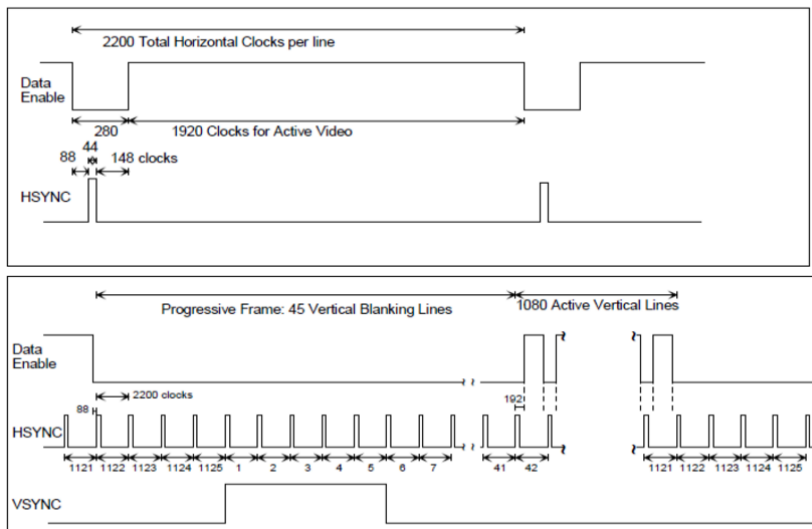 2200 Total Horizontal Clocks per line
Data
Enable
280
1920 Clocks for Active Video
44
88
148 clocks
HSYNC
Progressive Frame: 45 Vertical Blanking Lines
1080 Active Vertical Lines
Data
Enable
88
2200 clocks
192
HSYNC
1121 1122 1123 1124 1125 1 2 3 4 5 6 7 41 42 1121 1122 1123 1124 1125
VSYNC